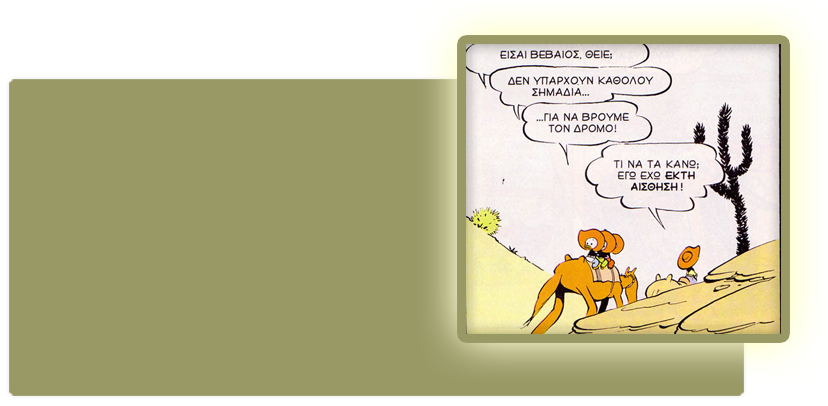 ΕΙΣΑΙ ΒΕΒΑΙΟΣ, ΘΕΙΕ;
ΔΕΝ ΥΠΑΡΧΟΥΝ ΚΑΘΟΛΟΥ
ΣΗΜΑΔΙΑ...
...ΓΙΑ ΝΑ ΒΡΟΥΜΕ
ΤΟΝ ΔΡΟΜΟ!
ΤΙ ΝΑ ΤΑ ΚΑΝΩ;
ΕΓΩ ΕΧΩ ΕΚΤΗ
ΑΙΣΘΗΣΗ!